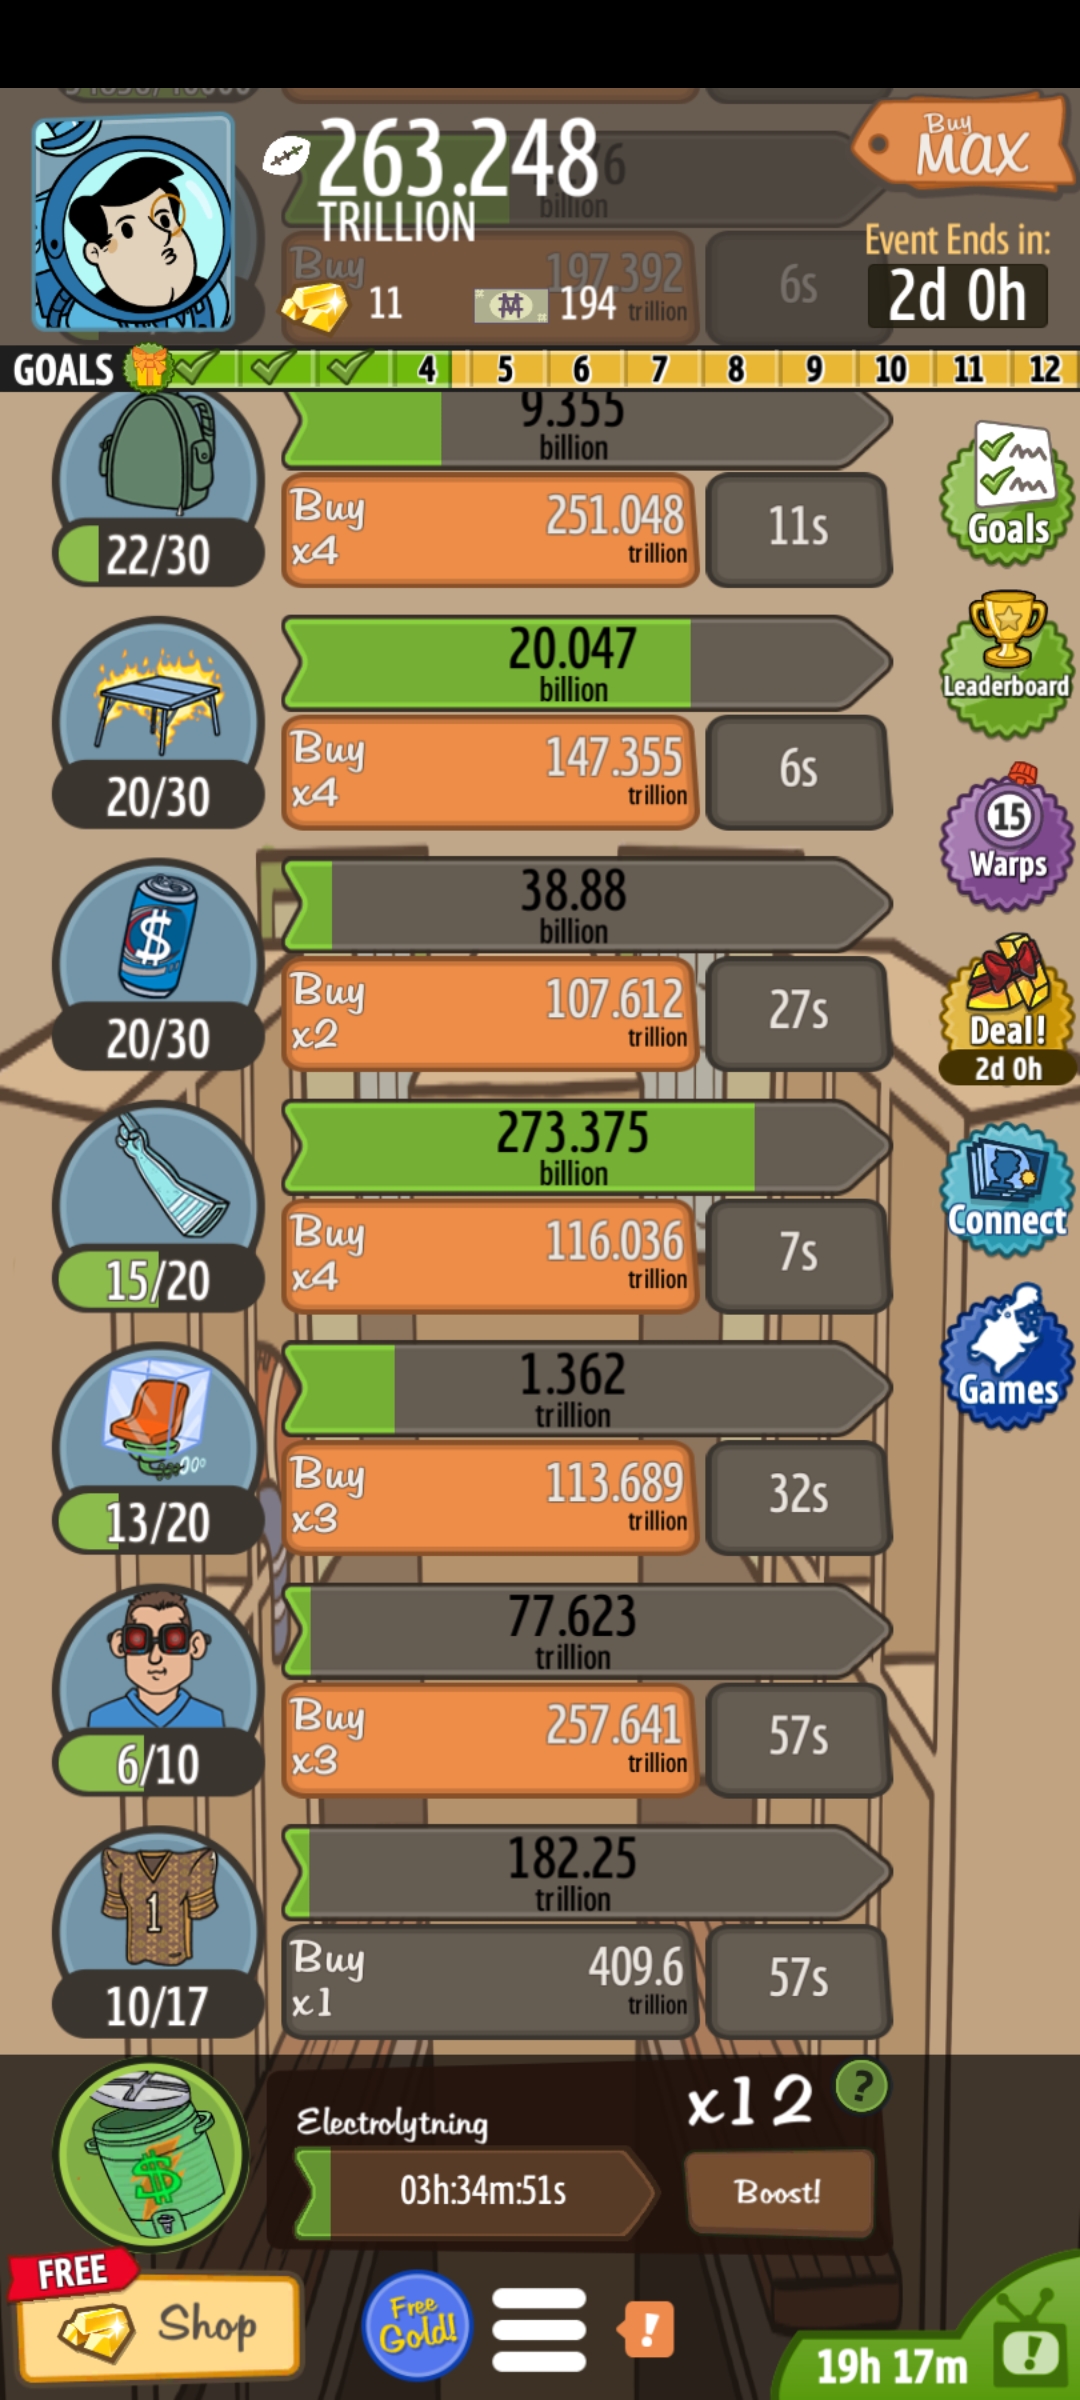 263.248
TRILLION
Buy
MAX
billion
Event Ends in:
2d 0h
Buy
197.392
trillion
6s
11
194
GOALS 4 5 6 7 8 9 10 11 12
9.355
billion
Buy
x4
251.048
trillion
11s
22/30
Goals
20.047
billion
Buy
x4
147.355
trillion
6s
20/30
Leaderboard
15
Warps
38.88
billion
Buy
x2
107.612
trillion
27s
20/30
$
Deal!
2d 0h
273.375
billion
Buy
x4
116.036
trillion
7s
15/20
Connect
1.362
trillion
Buy
x3
113.689
trillion
32s
13/20
Games
77.623
trillion
Buy
x3
257.641
trillion
57s
6/10
182.25
trillion
1
Buy
x1
409.6
trillion
57s
10/17
Electrolytning
x12
?
$
03h:34m:51s
Boost!
FREE
Shop
Free
Gold!
!
19h 17m
!